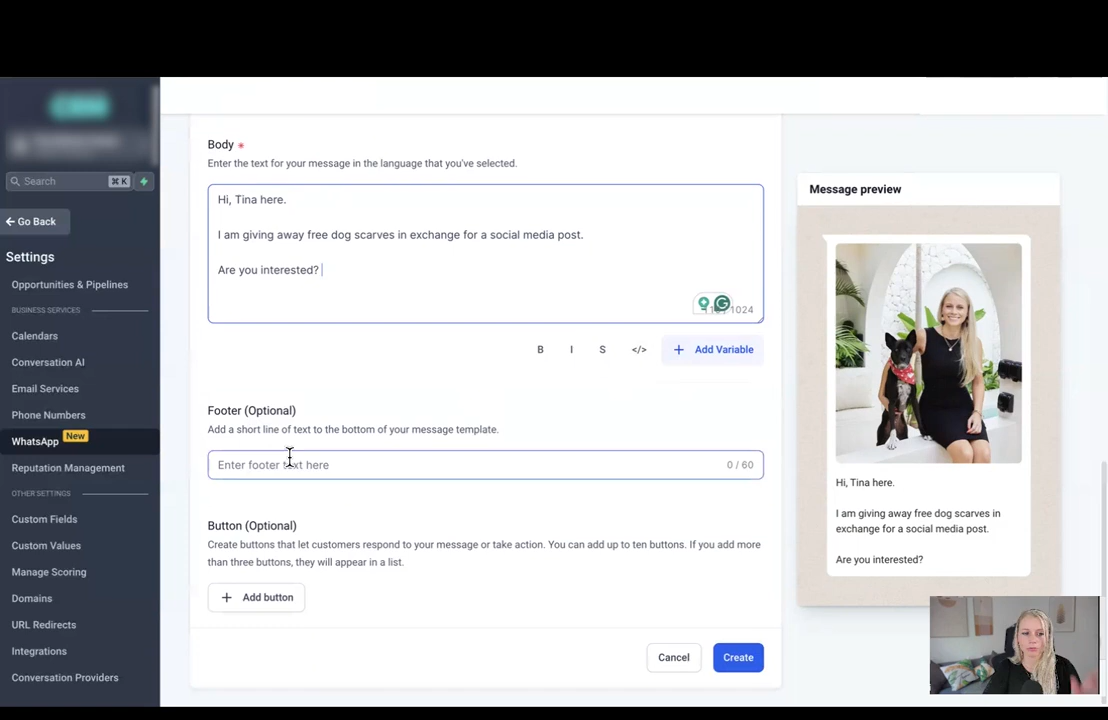 Search
⌘ K
Go Back
Settings
Opportunities & Pipelines
BUSINESS SERVICES
Calendars
Conversation AI
Email Services
Phone Numbers
WhatsApp New
Reputation Management
OTHER SETTINGS
Custom Fields
Custom Values
Manage Scoring
Domains
URL Redirects
Integrations
Conversation Providers
Body *
Enter the text for your message in the language that you've selected.
Hi, Tina here.
I am giving away free dog scarves in exchange for a social media post.
Are you interested?
/ 1024
B I S </> + Add Variable
Footer (Optional)
Add a short line of text to the bottom of your message template.
Enter footer text here
0 / 60
Button (Optional)
Create buttons that let customers respond to your message or take action. You can add up to ten buttons. If you add more
than three buttons, they will appear in a list.
+ Add button
Cancel
Create
Message preview
Hi, Tina here.
I am giving away free dog scarves in
exchange for a social media post.
Are you interested?